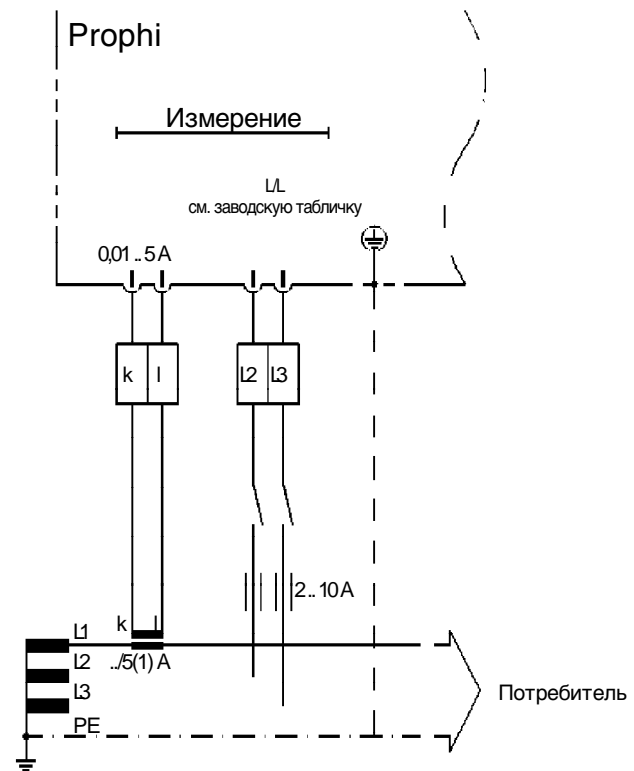 Prophi
Измерение
L/L
см. заводскую табличку
0,01 .. 5 A
k l L2 L3
2 .. 10 A
k l
L1
../5(1) A
L2
L3
PE
Потребитель